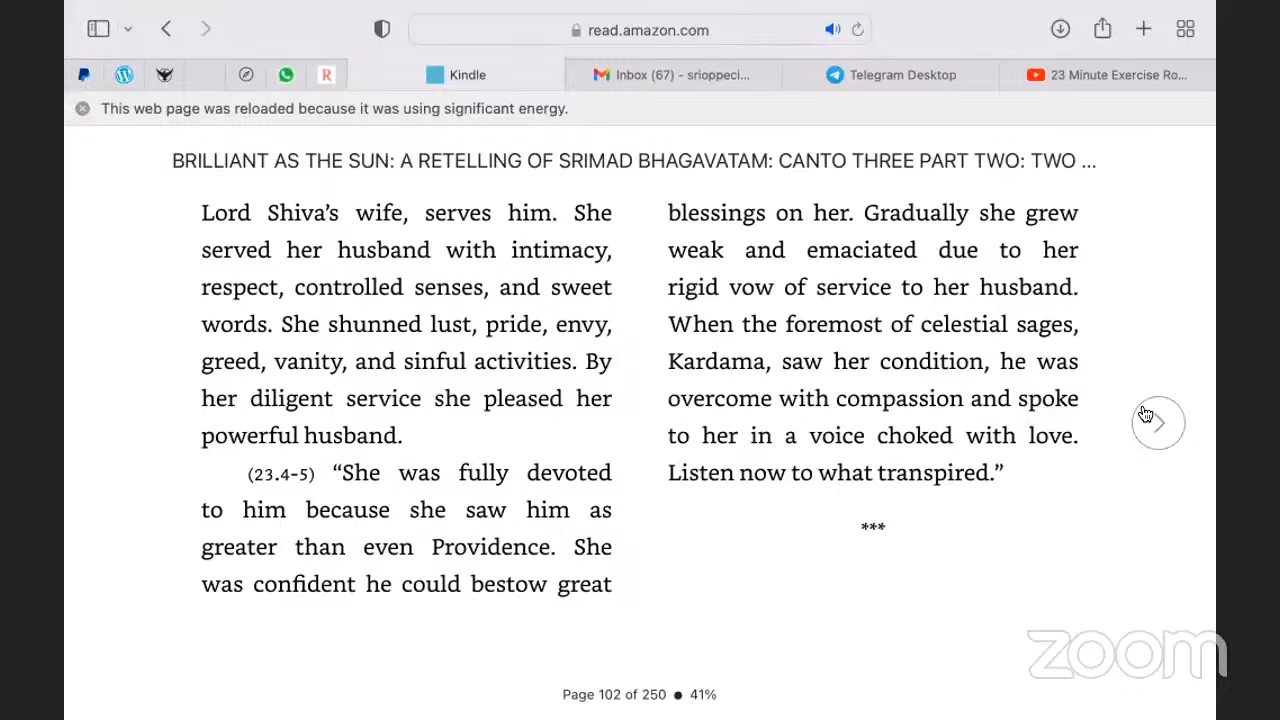 read.amazon.com
Kindle
Inbox (67) - srioppeci...
Telegram Desktop
23 Minute Exercise Ro...
This web page was reloaded because it was using significant energy.
BRILLIANT AS THE SUN: A RETELLING OF SRIMAD BHAGAVATAM: CANTO THREE PART TWO: TWO ...
Lord Shiva’s wife, serves him. She
served her husband with intimacy,
respect, controlled senses, and sweet
words. She shunned lust, pride, envy,
greed, vanity, and sinful activities. By
her diligent service she pleased her
powerful husband.
(23.4-5) “She was fully devoted
to him because she saw him as
greater than even Providence. She
was confident he could bestow great
blessings on her. Gradually she grew
weak and emaciated due to her
rigid vow of service to her husband.
When the foremost of celestial sages,
Kardama, saw her condition, he was
overcome with compassion and spoke
to her in a voice choked with love.
Listen now to what transpired.”
***
Page 102 of 250 ● 41%
zoom